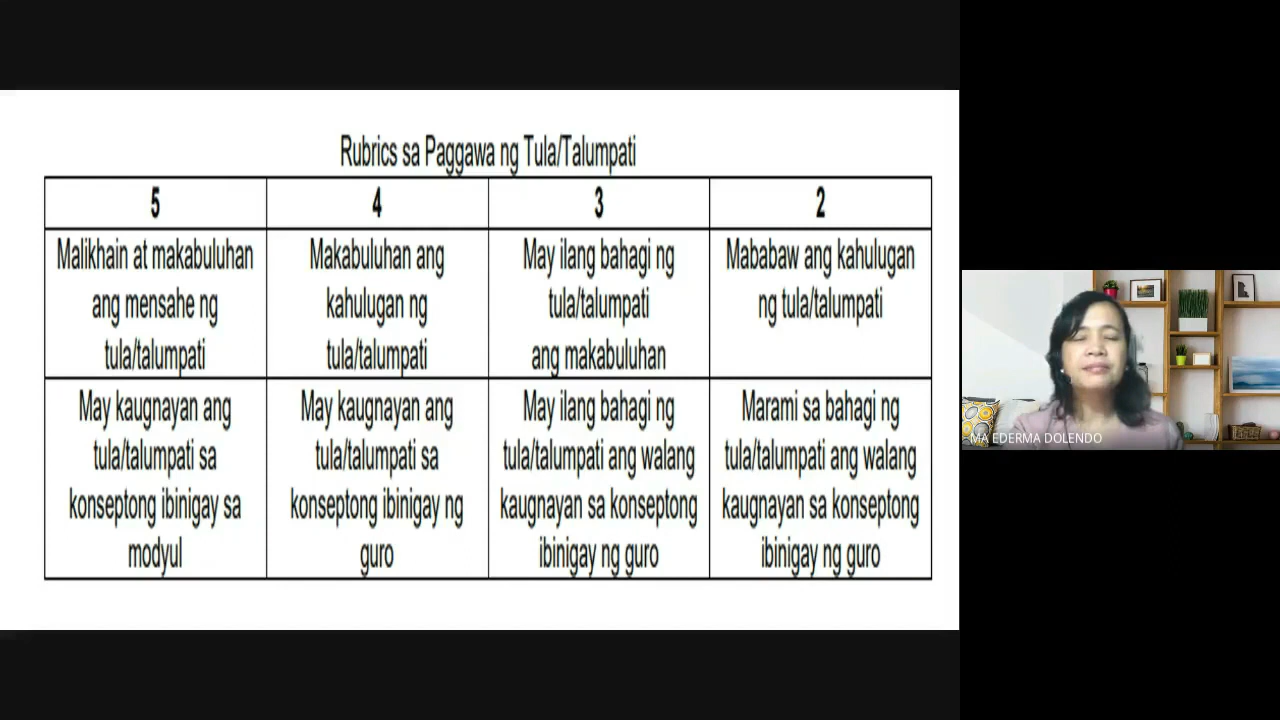 Rubrics sa Paggawa ng Tula/Talumpati
5
4
3
2
Malikhain at makabuluhan
ang mensahe ng
tula/talumpati
Makabuluhan ang
kahulugan ng
tula/talumpati
May ilang bahagi ng
tula/talumpati
ang makabuluhan
Mababaw ang kahulugan
ng tula/talumpati
May kaugnayan ang
tula/talumpati sa
konseptong ibinigay sa
modyul
May kaugnayan ang
tula/talumpati sa
konseptong ibinigay ng
guro
May ilang bahagi ng
tula/talumpati ang walang
kaugnayan sa konseptong
ibinigay ng guro
Marami sa bahagi ng
tula/talumpati ang walang
kaugnayan sa konseptong
ibinigay ng guro
MA EDERMA DOLENDO